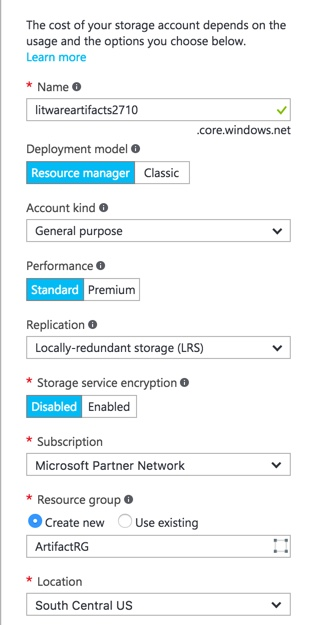 The cost of your storage account depends on the
usage and the options you choose below.
Learn more
* Name
litwareartifacts2710
.core.windows.net
Deployment model
Resource manager Classic
Account kind
General purpose
Performance
Standard Premium
Replication
Locally-redundant storage (LRS)
* Storage service encryption
Disabled Enabled
* Subscription
Microsoft Partner Network
* Resource group
Create new Use existing
ArtifactRG
* Location
South Central US